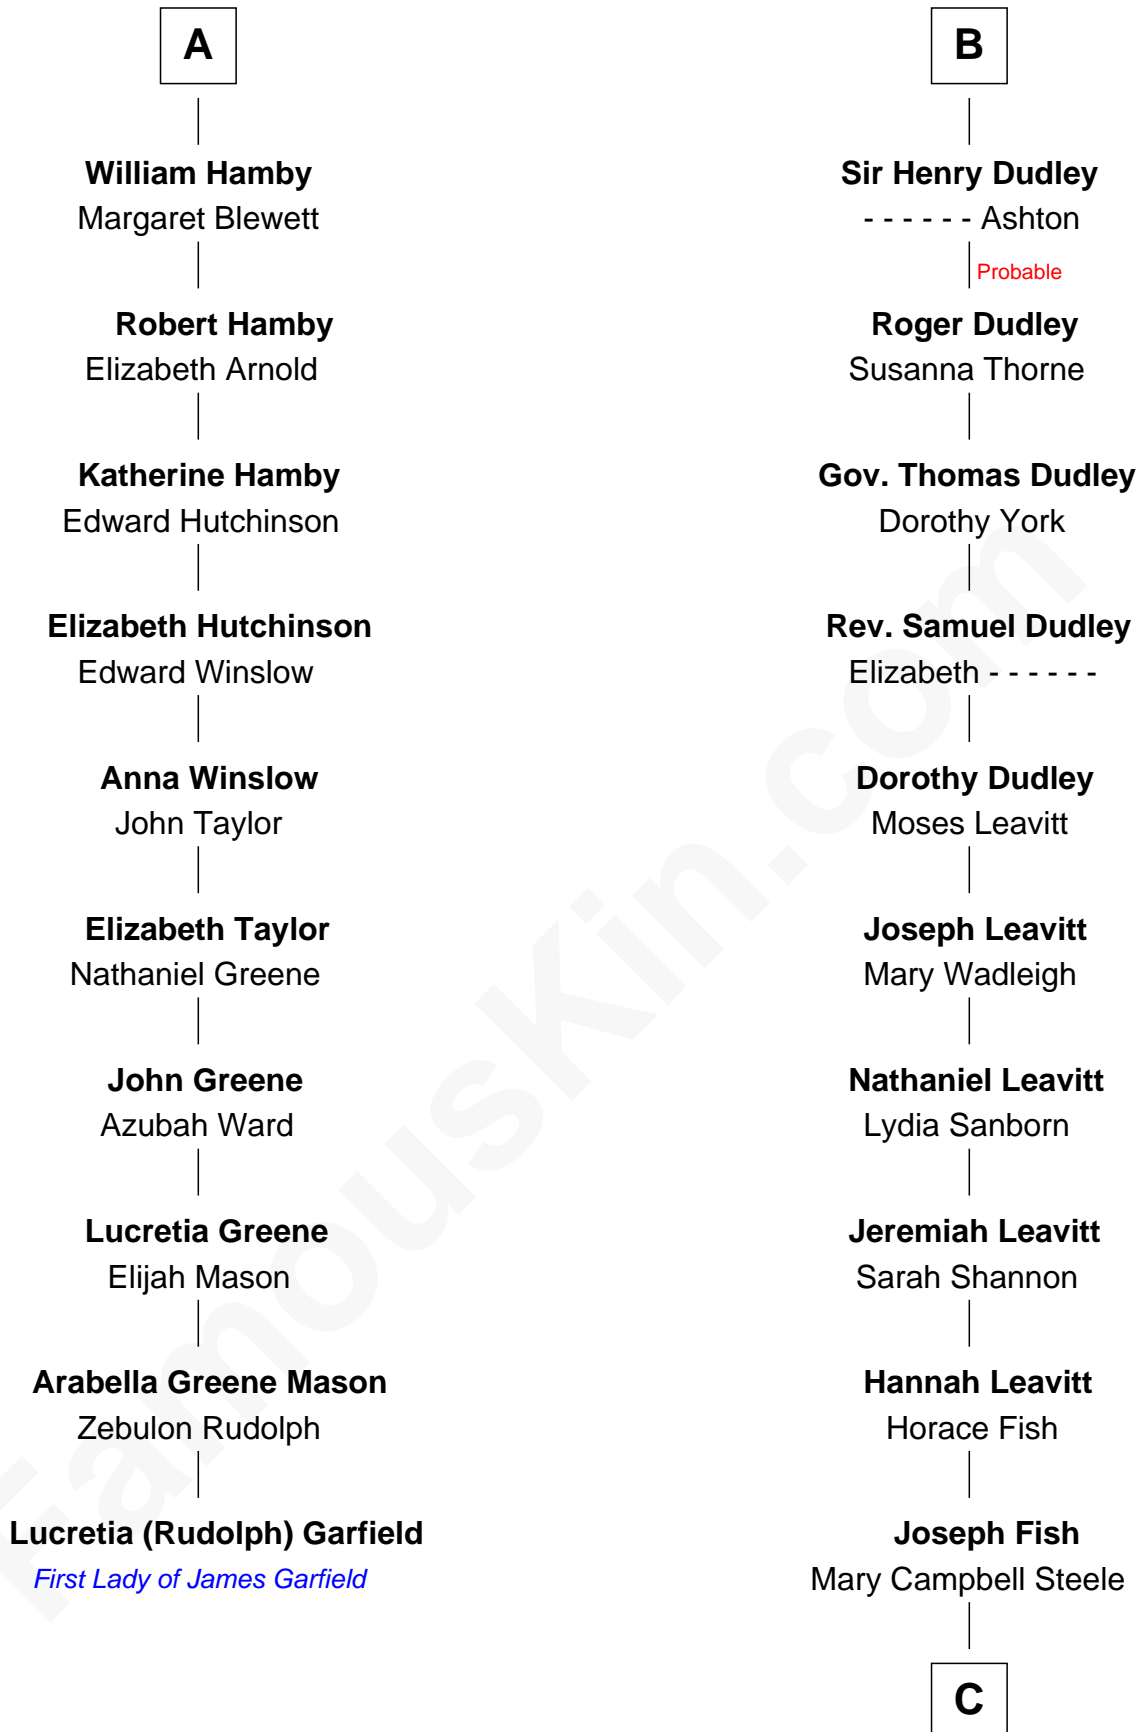 A
William Hamby
Margaret Blewett
Robert Hamby
Elizabeth Arnold
Katherine Hamby
Edward Hutchinson
Elizabeth Hutchinson
Edward Winslow
Anna Winslow
John Taylor
Elizabeth Taylor
Nathaniel Greene
John Greene
Azubah Ward
Lucretia Greene
Elijah Mason
Arabella Greene Mason
Zebulon Rudolph
Lucretia (Rudolph) Garfield
First Lady of James Garfield
B
Sir Henry Dudley
- - - - - - Ashton
Probable
Roger Dudley
Susanna Thorne
Gov. Thomas Dudley
Dorothy York
Rev. Samuel Dudley
Elizabeth - - - - - -
Dorothy Dudley
Moses Leavitt
Joseph Leavitt
Mary Wadleigh
Nathaniel Leavitt
Lydia Sanborn
Jeremiah Leavitt
Sarah Shannon
Hannah Leavitt
Horace Fish
Joseph Fish
Mary Campbell Steele
C
FamousKin.com